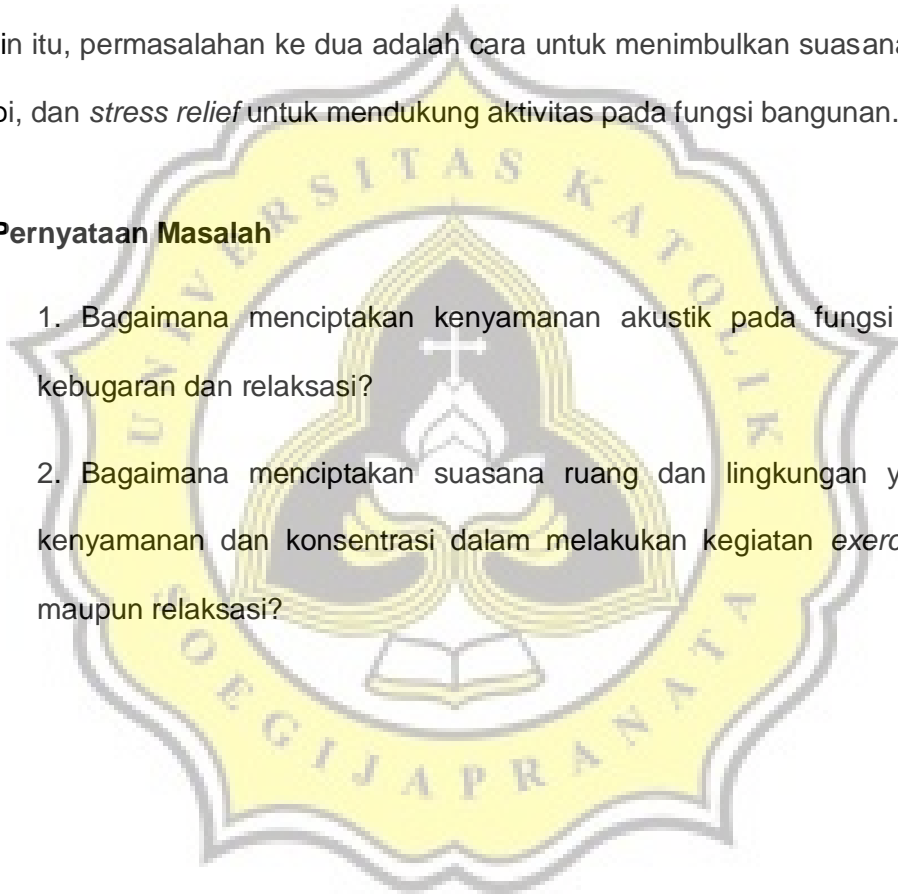 in itu, permasalahan ke dua adalah cara untuk menimbulkan suasana
pi, dan stress relief untuk mendukung aktivitas pada fungsi bangunan.
Pernyataan Masalah
1. Bagaimana menciptakan kenyamanan akustik pada fungsi
kebugaran dan relaksasi?
2. Bagaimana menciptakan suasana ruang dan lingkungan y
kenyamanan dan konsentrasi dalam melakukan kegiatan exerc
maupun relaksasi?
UNIVERSITAS KATOLIK
SOEGIJAPRANATA